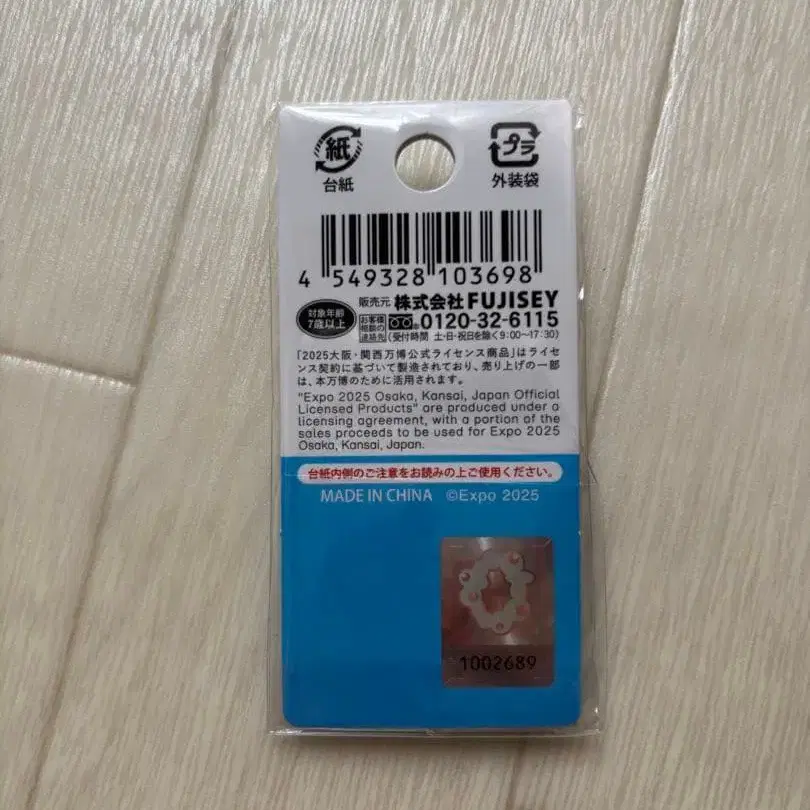 紙 プラ
台紙 外装袋
4 549328 103698
対象年齢
7歳以上
販売元 株式会社 FUJISEY
お客様
相談の
連絡先
0120-32-6115
(受付時間 土・日・祝日を除く9:00~17:30)
「2025大阪・関西万博公式ライセンス商品」はライセ
ンス契約に基づいて製造されており、売り上げの一部
は、本万博のために活用されます。
"Expo 2025 Osaka, Kansai, Japan Official
Licensed Products" are produced under a
licensing agreement, with a portion of the
sales proceeds to be used for Expo 2025
Osaka, Kansai, Japan.
台紙内側のご注意をお読みの上ご使用ください。
MADE IN CHINA ©Expo 2025
1002689